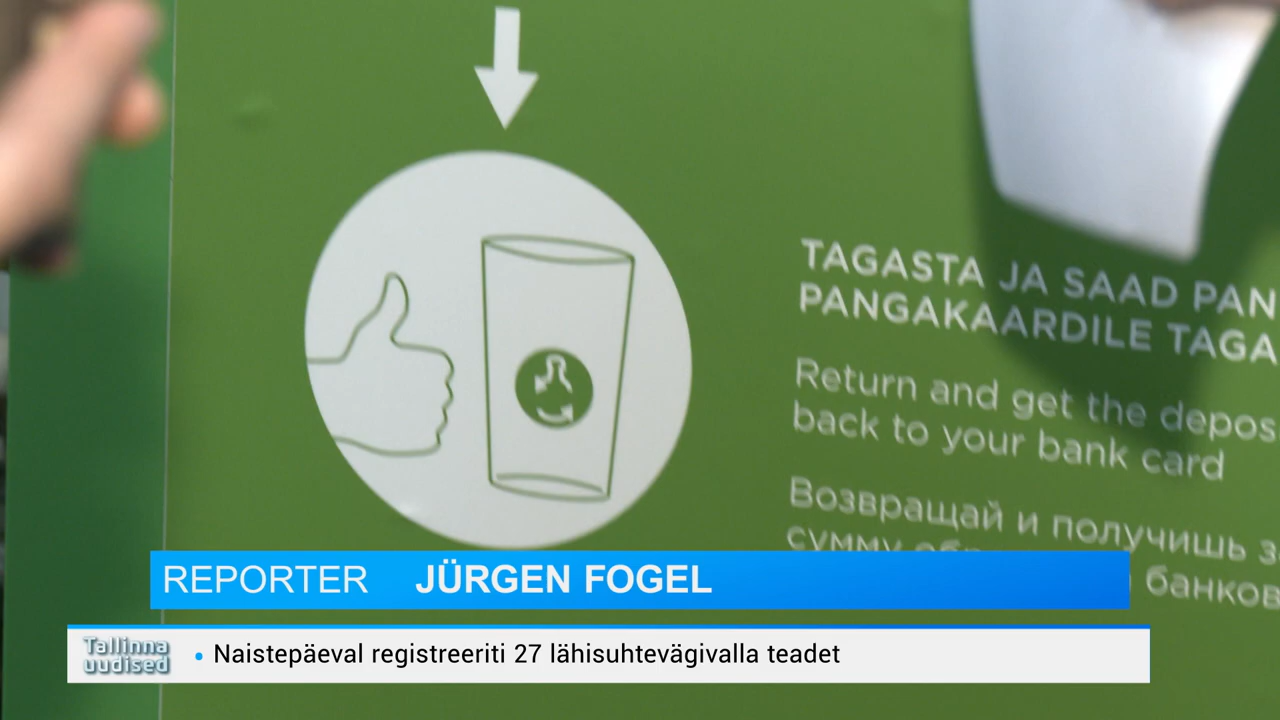 TAGASTA JA SAAD PAN
PANGAKAARDILE TAGA
Return and get the depos
back to your bank card
Возвращай и получишь з
сумму
банков
REPORTER JÜRGEN FOGEL
Tallinna
uudised
• Naistepäeval registreeriti 27 lähisuhtevägivalla teadet